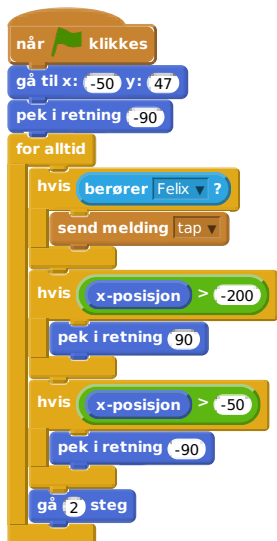 når klikkes
gå til x: -50 y: 47
pek i retning -90
for alltid
hvis berører Felix ?
send melding tap
hvis x-posisjon > -200
pek i retning 90
hvis x-posisjon > -50
pek i retning -90
gå 2 steg